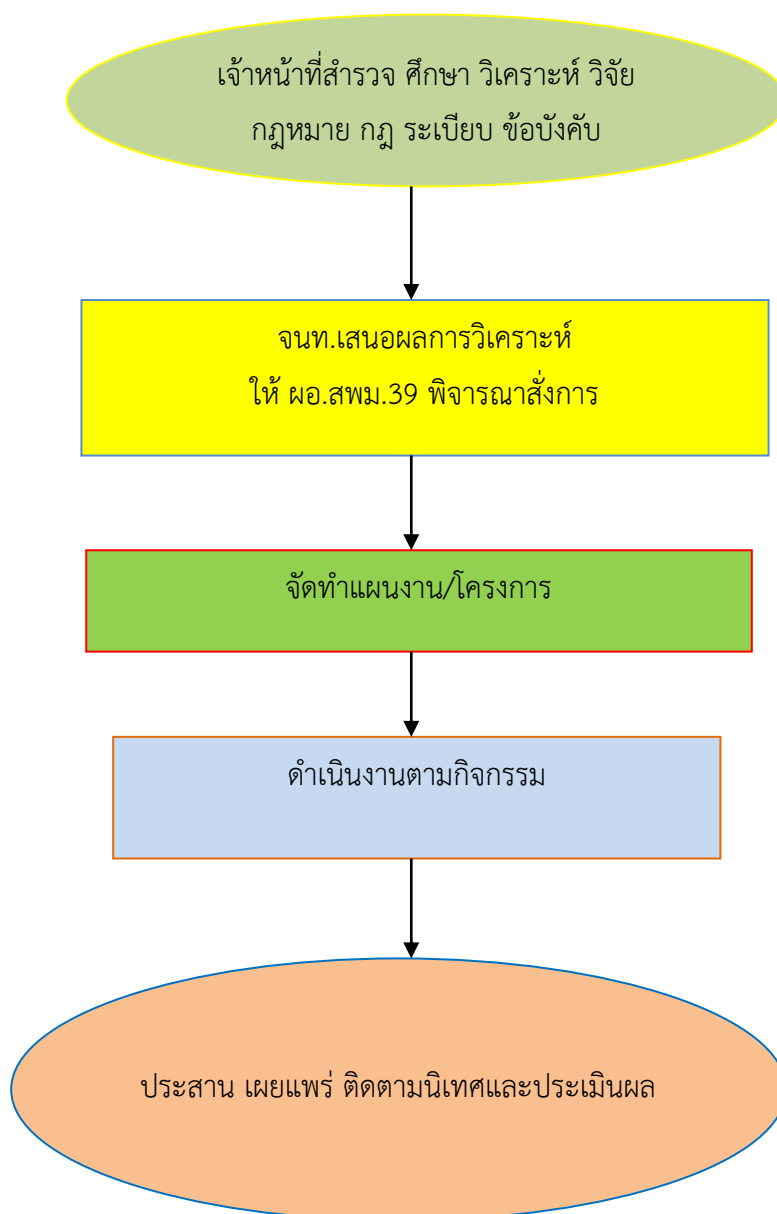 เจ้าหน้าที่สำรวจ ศึกษา วิเคราะห์ วิจัย
กฎหมาย กฎ ระเบียบ ข้อบังคับ
จนท.เสนอผลการวิเคราะห์
ให้ ผอ.สพม.39 พิจารณาสั่งการ
จัดทำแผนงาน/โครงการ
ดำเนินงานตามกิจกรรม
ประสาน เผยแพร่ ติดตามนิเทศและประเมินผล